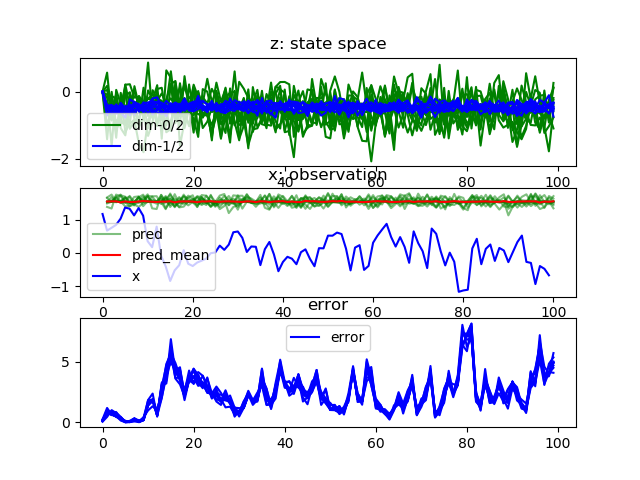 z: state space
0
−2
dim-0/2
dim-1/2
0
20
40
60
80
100
x: observation
1
0
−1
pred
pred_mean
x
0
20
40
60
80
100
error
5
0
error
0
20
40
60
80
100